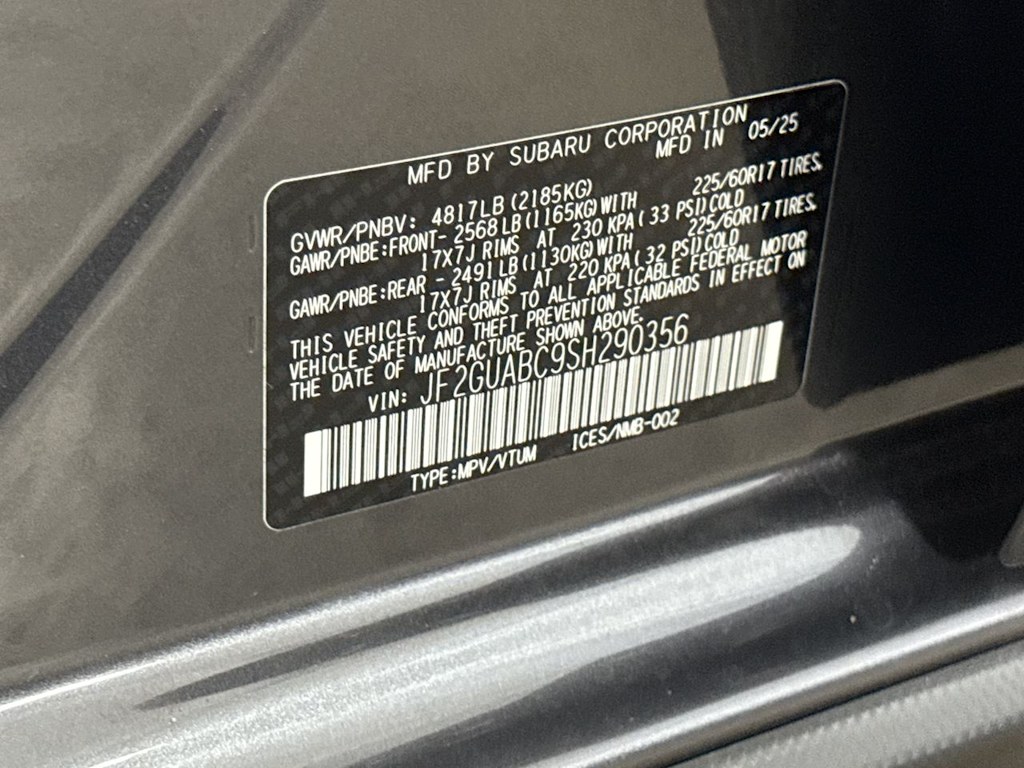 MFD BY SUBARU CORPORATION
MFD IN 05/25
GVWR/PNBV: 4817LB (2185KG)
GAWR/PNBE:FRONT- 2568 LB (1165KG) WITH 225/60R17 TIRES,
17X7J RIMS AT 230 KPA ( 33 PSI) COLD
GAWR/PNBE:REAR - 2491 LB (1130KG) WITH 225/60R17 TIRES,
17X7J RIMS AT 220 KPA ( 32 PSI) COLD
THIS VEHICLE CONFORMS TO ALL APPLICABLE FEDERAL MOTOR
VEHICLE SAFETY AND THEFT PREVENTION STANDARDS IN EFFECT ON
THE DATE OF MANUFACTURE SHOWN ABOVE.
VIN: JF2GUABC9SH290356
TYPE:MPV/VTUM ICES/NMB-002